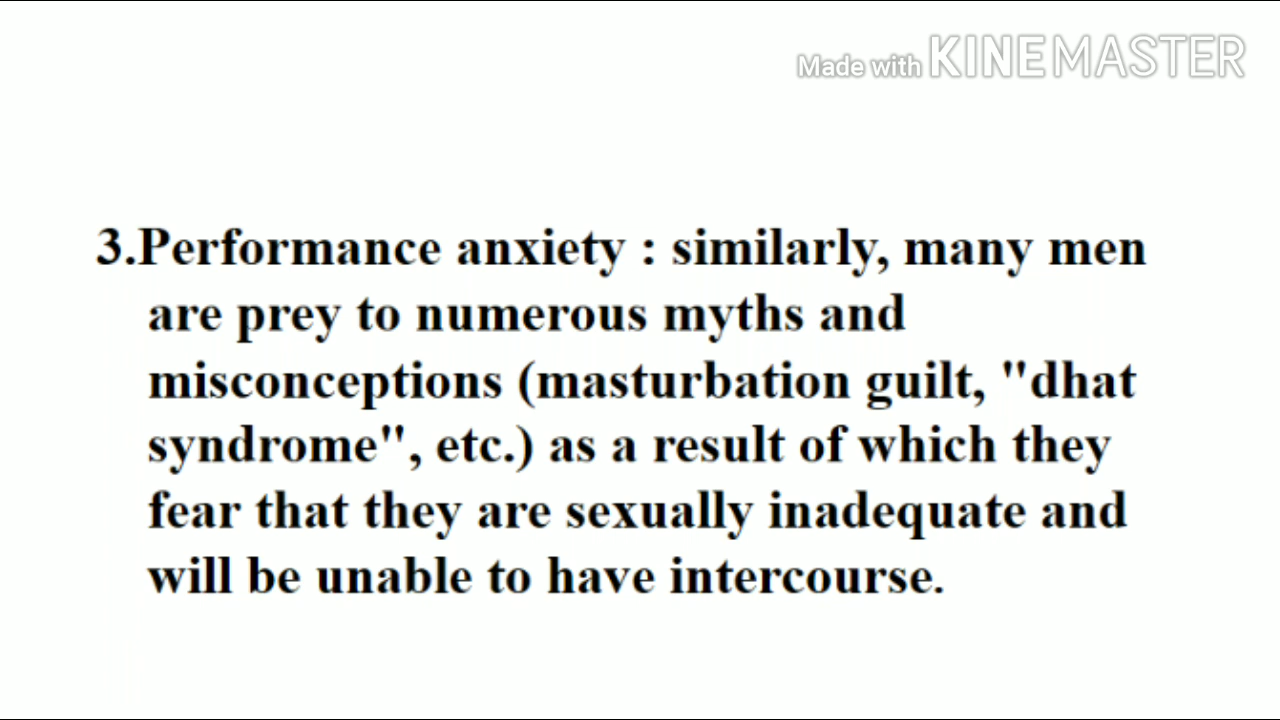 Made with KINEMASTER
3.Performance anxiety : similarly, many men
are prey to numerous myths and
misconceptions (masturbation guilt, "dhat
syndrome", etc.) as a result of which they
fear that they are sexually inadequate and
will be unable to have intercourse.